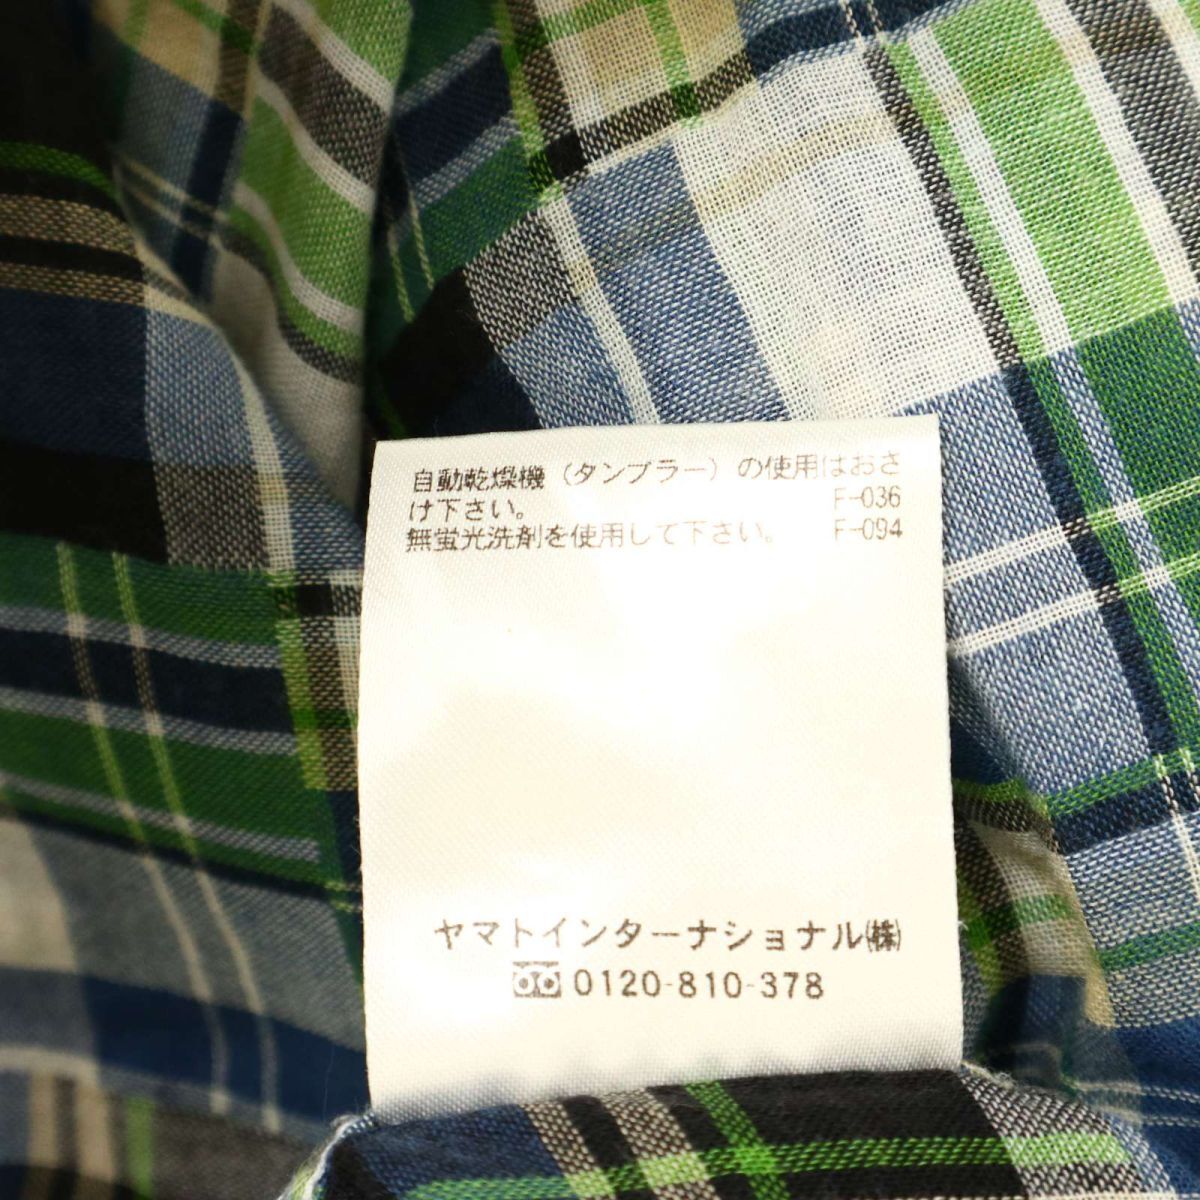 自動乾燥機（タンブラー）の使用はおさ
け下さい。 F-036
無蛍光洗剤を使用して下さい。 F-094
ヤマトインターナショナル㈱
0120-810-378